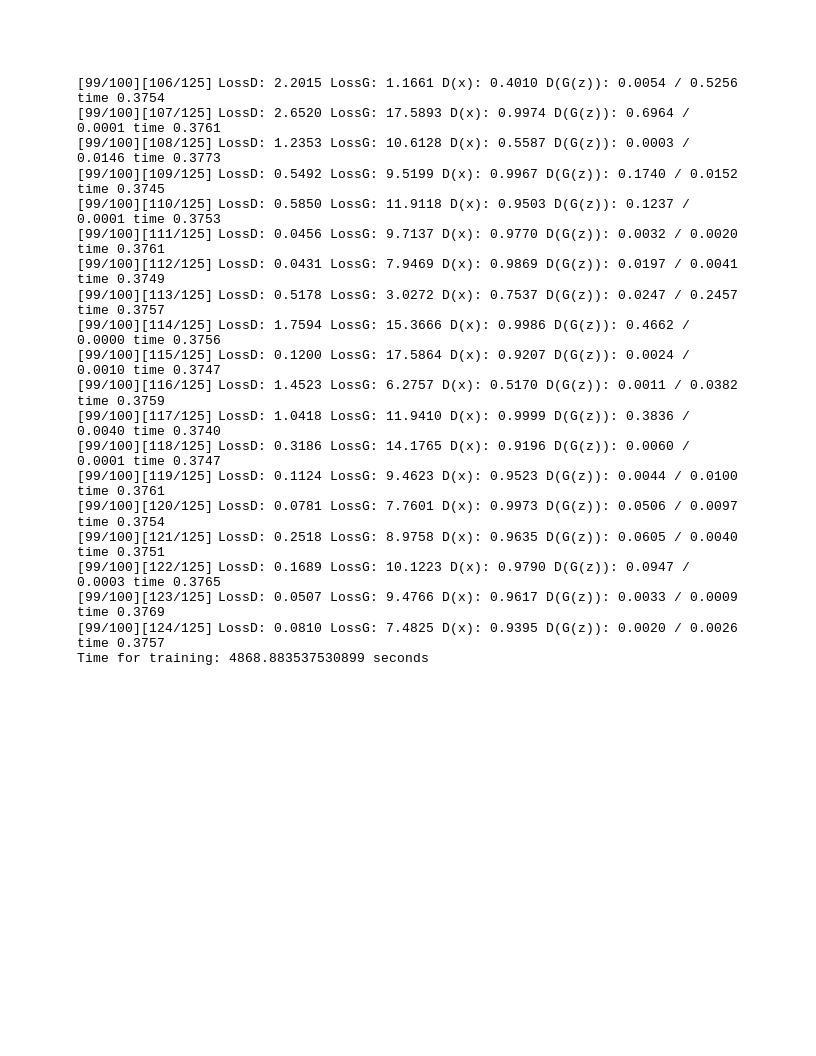 [99/100][106/125] LossD: 2.2015 LossG: 1.1661 D(x): 0.4010 D(G(z)): 0.0054 / 0.5256
time 0.3754
[99/100][107/125] LossD: 2.6520 LossG: 17.5893 D(x): 0.9974 D(G(z)): 0.6964 /
0.0001 time 0.3761
[99/100][108/125] LossD: 1.2353 LossG: 10.6128 D(x): 0.5587 D(G(z)): 0.0003 /
0.0146 time 0.3773
[99/100][109/125] LossD: 0.5492 LossG: 9.5199 D(x): 0.9967 D(G(z)): 0.1740 / 0.0152
time 0.3745
[99/100][110/125] LossD: 0.5850 LossG: 11.9118 D(x): 0.9503 D(G(z)): 0.1237 /
0.0001 time 0.3753
[99/100][111/125] LossD: 0.0456 LossG: 9.7137 D(x): 0.9770 D(G(z)): 0.0032 / 0.0020
time 0.3761
[99/100][112/125] LossD: 0.0431 LossG: 7.9469 D(x): 0.9869 D(G(z)): 0.0197 / 0.0041
time 0.3749
[99/100][113/125] LossD: 0.5178 LossG: 3.0272 D(x): 0.7537 D(G(z)): 0.0247 / 0.2457
time 0.3757
[99/100][114/125] LossD: 1.7594 LossG: 15.3666 D(x): 0.9986 D(G(z)): 0.4662 /
0.0000 time 0.3756
[99/100][115/125] LossD: 0.1200 LossG: 17.5864 D(x): 0.9207 D(G(z)): 0.0024 /
0.0010 time 0.3747
[99/100][116/125] LossD: 1.4523 LossG: 6.2757 D(x): 0.5170 D(G(z)): 0.0011 / 0.0382
time 0.3759
[99/100][117/125] LossD: 1.0418 LossG: 11.9410 D(x): 0.9999 D(G(z)): 0.3836 /
0.0040 time 0.3740
[99/100][118/125] LossD: 0.3186 LossG: 14.1765 D(x): 0.9196 D(G(z)): 0.0060 /
0.0001 time 0.3747
[99/100][119/125] LossD: 0.1124 LossG: 9.4623 D(x): 0.9523 D(G(z)): 0.0044 / 0.0100
time 0.3761
[99/100][120/125] LossD: 0.0781 LossG: 7.7601 D(x): 0.9973 D(G(z)): 0.0506 / 0.0097
time 0.3754
[99/100][121/125] LossD: 0.2518 LossG: 8.9758 D(x): 0.9635 D(G(z)): 0.0605 / 0.0040
time 0.3751
[99/100][122/125] LossD: 0.1689 LossG: 10.1223 D(x): 0.9790 D(G(z)): 0.0947 /
0.0003 time 0.3765
[99/100][123/125] LossD: 0.0507 LossG: 9.4766 D(x): 0.9617 D(G(z)): 0.0033 / 0.0009
time 0.3769
[99/100][124/125] LossD: 0.0810 LossG: 7.4825 D(x): 0.9395 D(G(z)): 0.0020 / 0.0026
time 0.3757
Time for training: 4868.883537530899 seconds